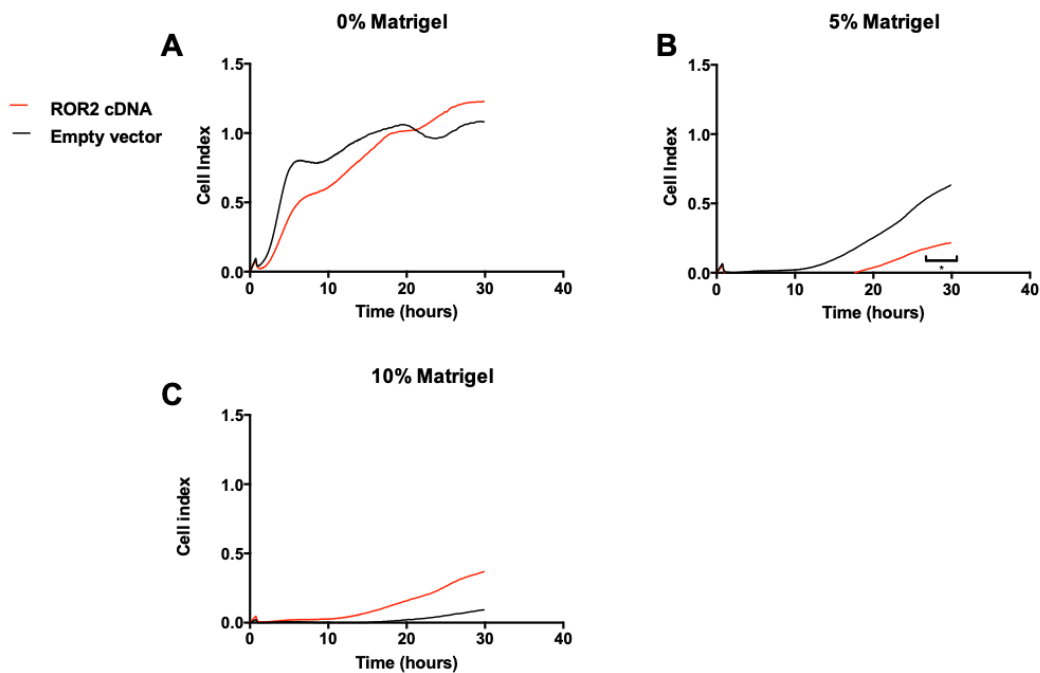 0% Matrigel
5% Matrigel
A
B
ROR2 cDNA
Empty vector
Cell Index
1.5
1.0
0.5
0.0
0 10 20 30 40
Time (hours)
Cell Index
1.5
1.0
0.5
0.0
*
0 10 20 30 40
Time (hours)
10% Matrigel
C
Cell index
1.5
1.0
0.5
0.0
0 10 20 30 40
Time (hours)